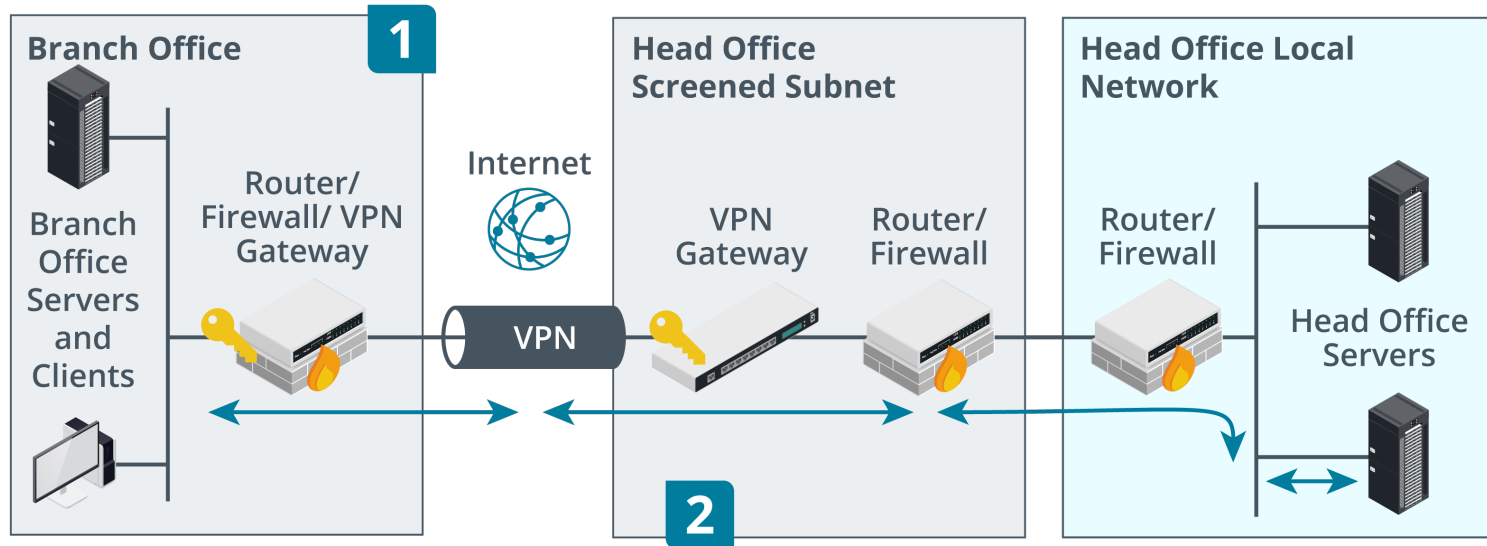 Branch Office
1
Branch
Office
Servers
and
Clients
Router/
Firewall/ VPN
Gateway
Internet
VPN
Head Office
Screened Subnet
VPN
Gateway
Router/
Firewall
2
Head Office Local
Network
Router/
Firewall
Head Office
Servers